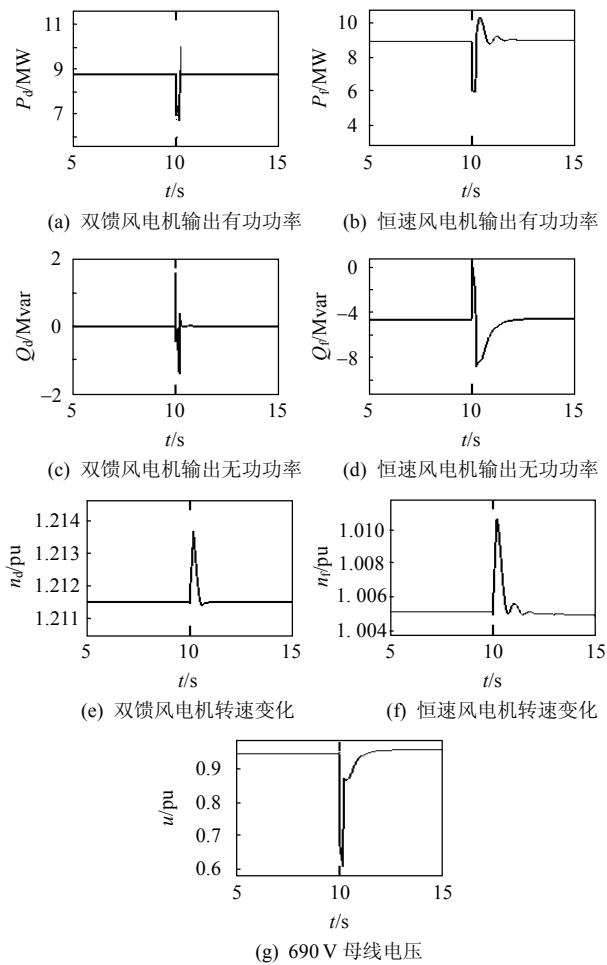 11
9
7
P_d/MW
5 10 15
t/s
(a) 双馈风电机输出有功功率
10
8
6
4
P_f/MW
5 10 15
t/s
(b) 恒速风电机输出有功功率
2
0
−2
Q_d/Mvar
5 10 15
t/s
(c) 双馈风电机输出无功功率
0
−4
−8
Q_f/Mvar
5 10 15
t/s
(d) 恒速风电机输出无功功率
1.214
1.213
1.212
1.211
n_d/pu
5 10 15
t/s
(e) 双馈风电机转速变化
1.010
1.008
1.006
1.004
n_f/pu
5 10 15
t/s
(f) 恒速风电机转速变化
0.9
0.8
0.7
0.6
u/pu
5 10 15
t/s
(g) 690 V 母线电压